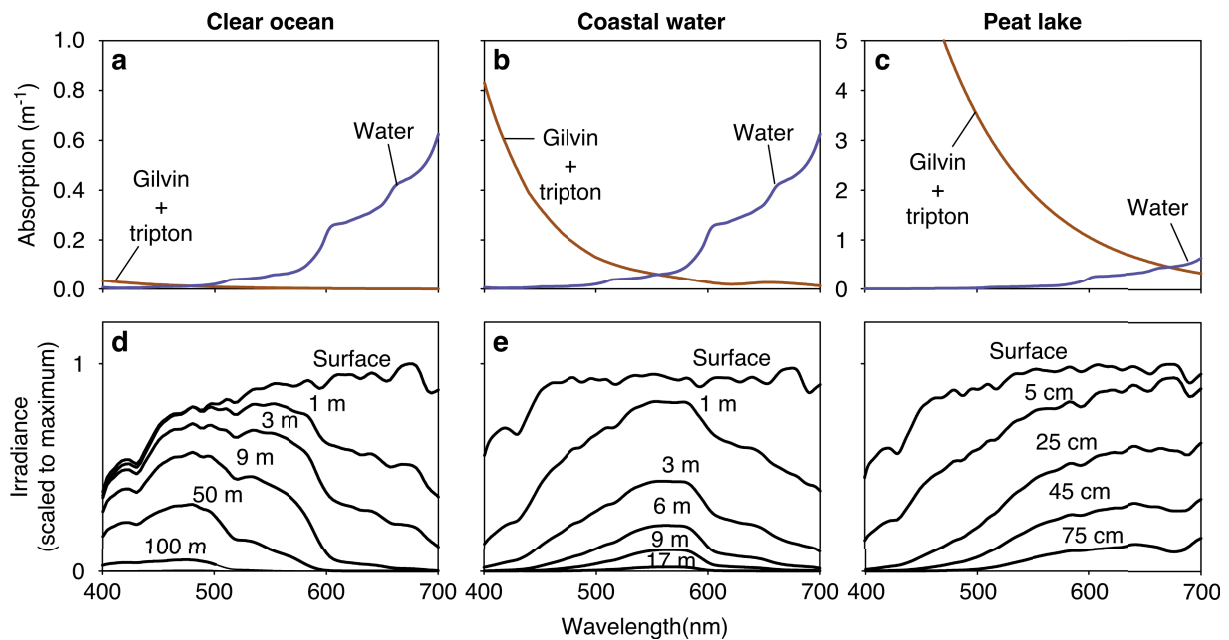 Clear ocean
Coastal water
Peat lake
Absorption (m-1)
1.0
0.8
0.6
0.4
0.2
0.0
a
Water
Gilvin
+
tripton
b
Gilvin
+
tripton
Water
5
4
3
2
1
0
c
Gilvin
+
tripton
Water
Irradiance
(scaled to maximum)
1
0
d
Surface
1 m
3 m
9 m
50 m
100 m
400
500
600
700
e
Surface
1 m
3 m
6 m
9 m
17 m
400
500
600
700
Surface
5 cm
25 cm
45 cm
75 cm
400
500
600
700
Wavelength(nm)